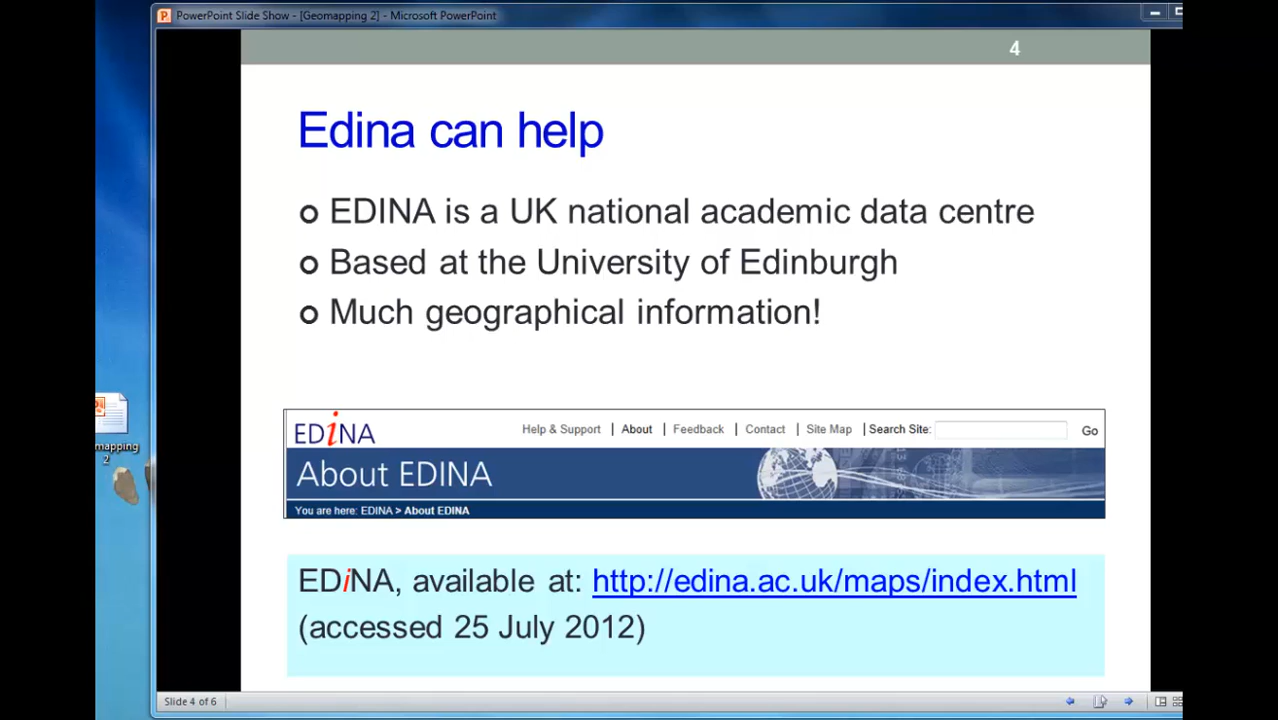 PowerPoint Slide Show - [Geomapping 2] - Microsoft PowerPoint
4
Edina can help
EDINA is a UK national academic data centre
Based at the University of Edinburgh
Much geographical information!
EDiNA
Help & Support | About | Feedback | Contact | Site Map | Search Site: Go
About EDINA
You are here: EDINA > About EDINA
mapping
2
EDiNA, available at: http://edina.ac.uk/maps/index.html
(accessed 25 July 2012)
Slide 4 of 6